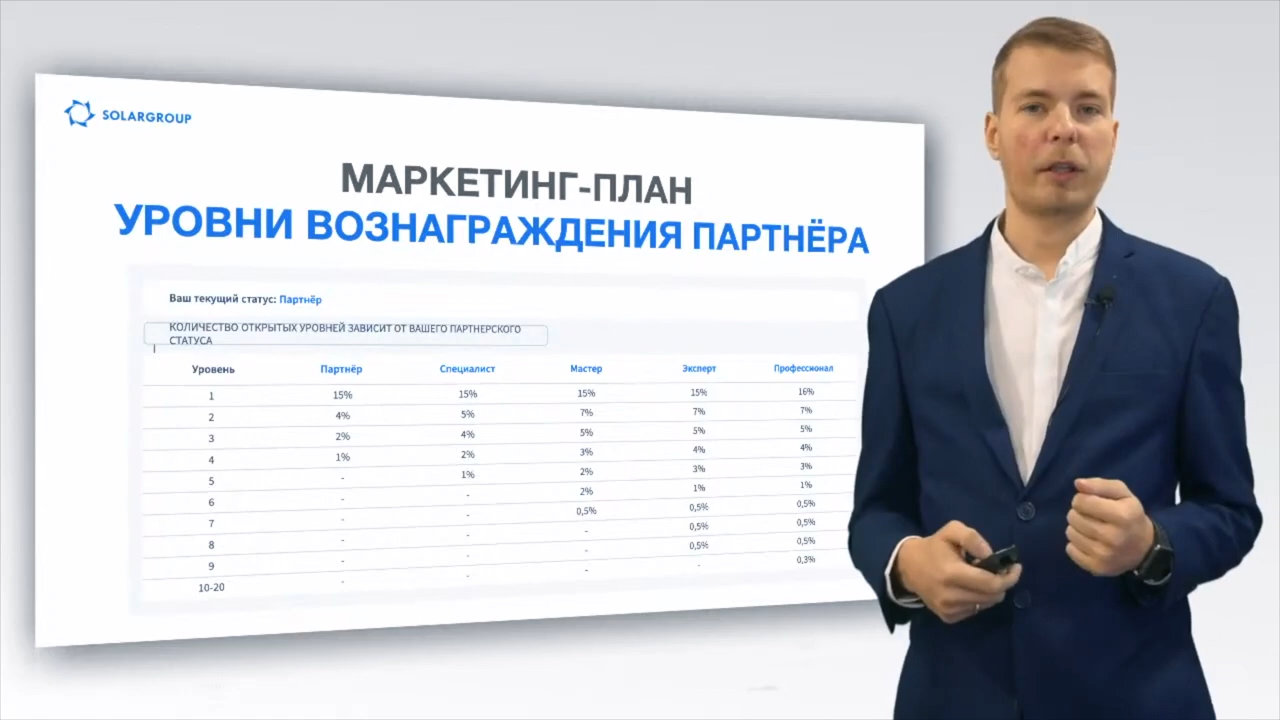 SOLARGROUP
МАРКЕТИНГ-ПЛАН
УРОВНИ ВОЗНАГРАЖДЕНИЯ ПАРТНЁРА
Ваш текущий статус: Партнёр
КОЛИЧЕСТВО ОТКРЫТЫХ УРОВНЕЙ ЗАВИСИТ ОТ ВАШЕГО ПАРТНЕРСКОГО
СТАТУСА
Уровень Партнёр Специалист Мастер Эксперт Профессионал
1 15% 15% 15% 15% 16%
2 4% 5% 7% 7% 7%
3 2% 4% 5% 5% 5%
4 1% 2% 3% 4% 4%
5 - 1% 2% 3% 3%
6 - - 2% 1% 1%
7 - - 0,5% 0,5% 0,5%
8 - - - 0,5% 0,5%
9 - - - 0,5% 0,5%
10-20 - - - - 0,3%